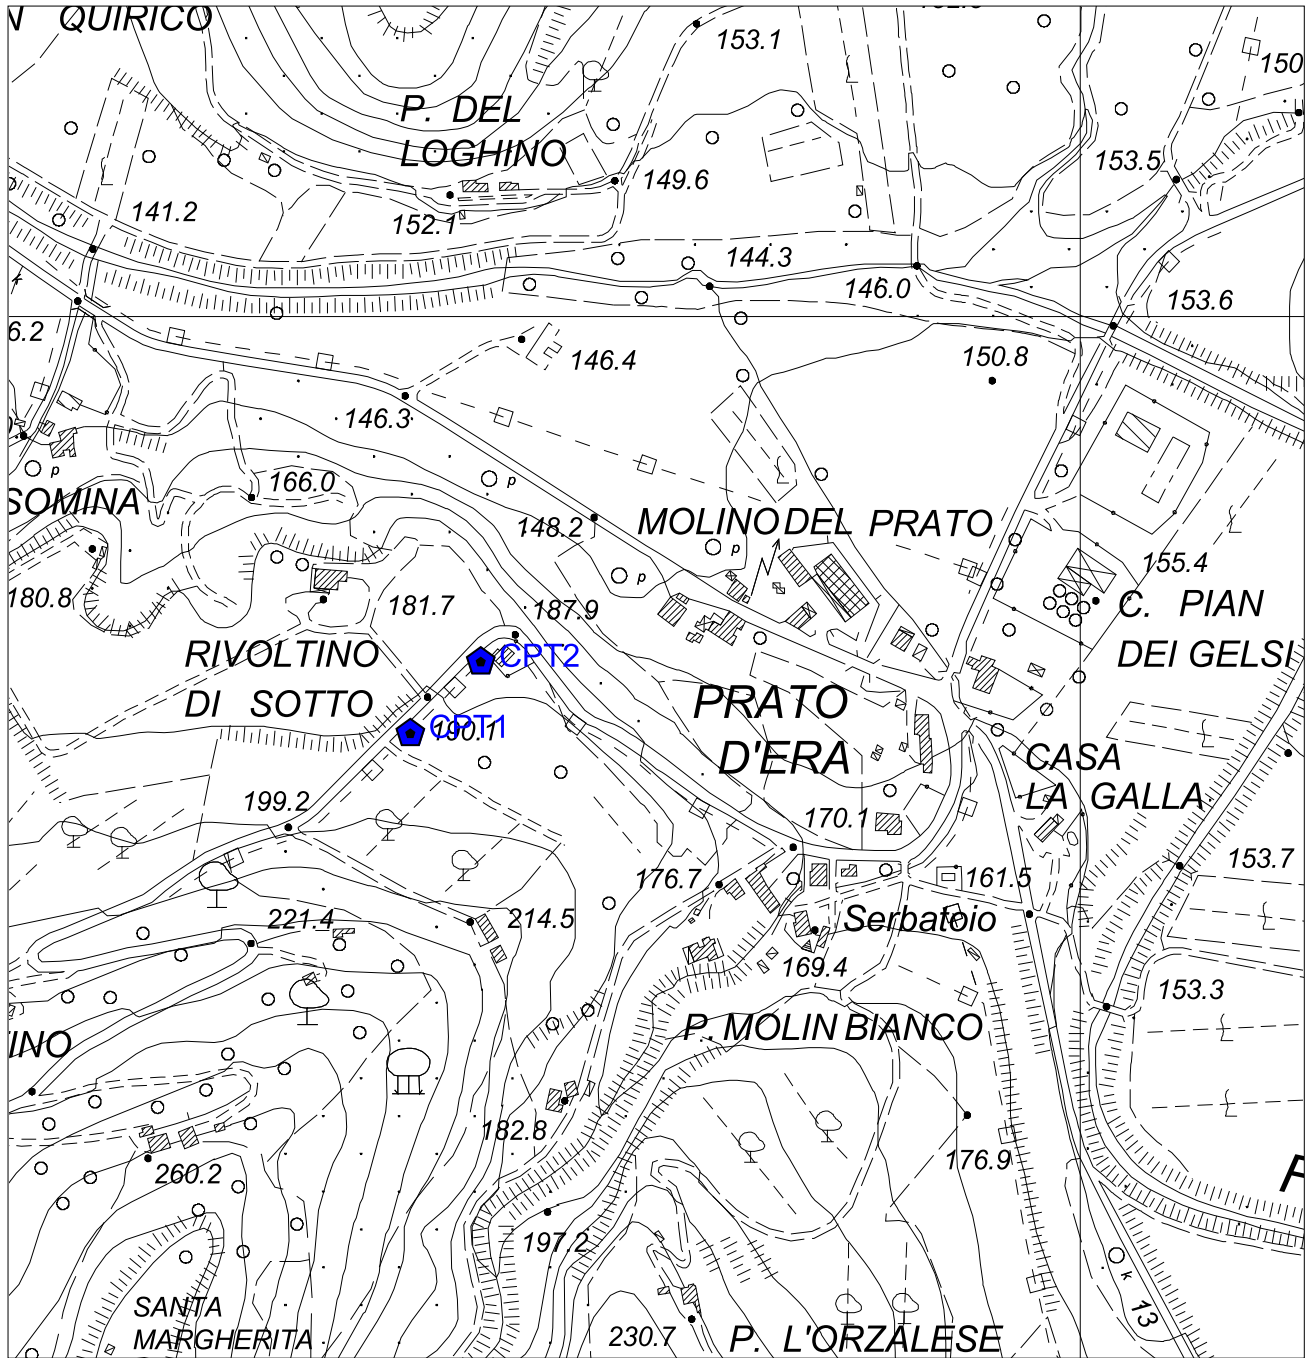 N QUIRICO
153.1
150
P. DEL
LOGHINO
153.5
149.6
141.2
152.1
144.3
146.0
153.6
6.2
146.4
150.8
146.3
p
166.0
p
SOMINA
148.2
MOLINO DEL PRATO
p
155.4
p
180.8
181.7
187.9
C. PIAN
DEI GELSI
RIVOLTINO
DI SOTTO
CPT2
PRATO
D'ERA
CPT1
190.1
CASA
LA GALLA
199.2
170.1
153.7
176.7
161.5
221.4
214.5
Serbatoio
169.4
153.3
INO
P. MOLIN BIANCO
182.8
176.9
260.2
197.2
k
13
SANTA
MARGHERITA
230.7
P. L'ORZALESE